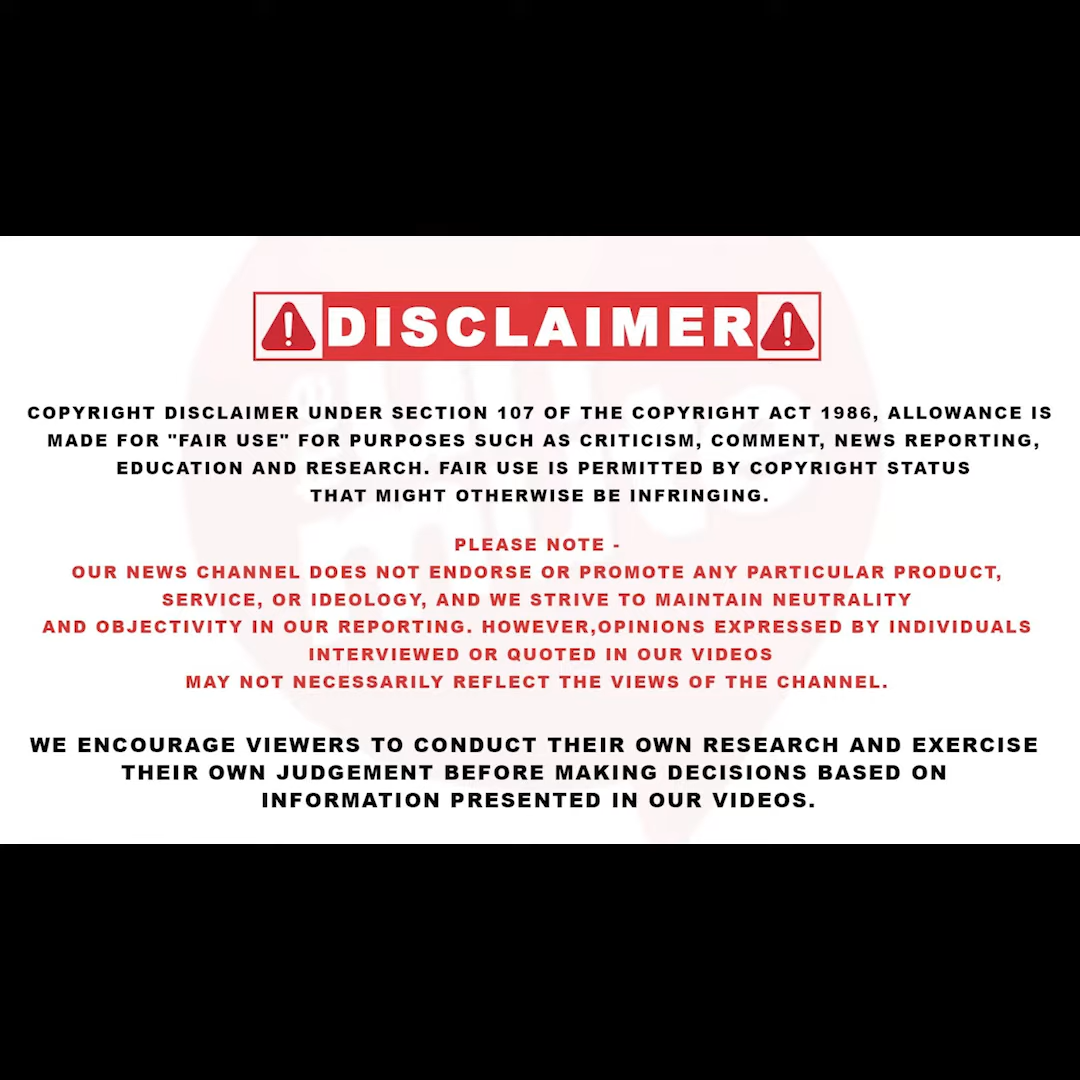 DISCLAIMER
COPYRIGHT DISCLAIMER UNDER SECTION 107 OF THE COPYRIGHT ACT 1986, ALLOWANCE IS
MADE FOR "FAIR USE" FOR PURPOSES SUCH AS CRITICISM, COMMENT, NEWS REPORTING,
EDUCATION AND RESEARCH. FAIR USE IS PERMITTED BY COPYRIGHT STATUS
THAT MIGHT OTHERWISE BE INFRINGING.
PLEASE NOTE -
OUR NEWS CHANNEL DOES NOT ENDORSE OR PROMOTE ANY PARTICULAR PRODUCT,
SERVICE, OR IDEOLOGY, AND WE STRIVE TO MAINTAIN NEUTRALITY
AND OBJECTIVITY IN OUR REPORTING. HOWEVER,OPINIONS EXPRESSED BY INDIVIDUALS
INTERVIEWED OR QUOTED IN OUR VIDEOS
MAY NOT NECESSARILY REFLECT THE VIEWS OF THE CHANNEL.
WE ENCOURAGE VIEWERS TO CONDUCT THEIR OWN RESEARCH AND EXERCISE
THEIR OWN JUDGEMENT BEFORE MAKING DECISIONS BASED ON
INFORMATION PRESENTED IN OUR VIDEOS.